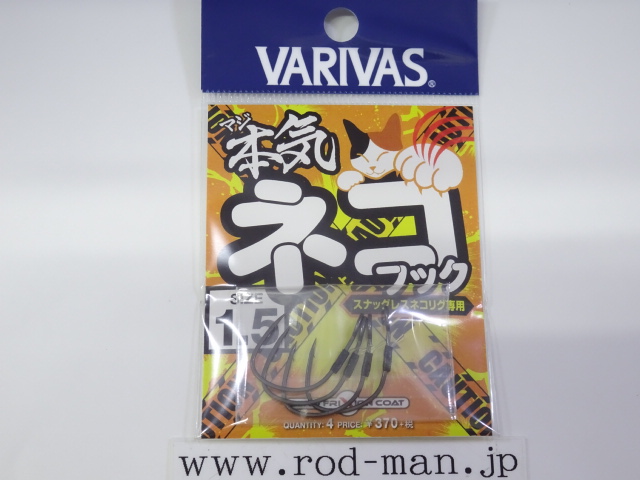 VARIVAS®
マジ
本気
ネコ
フック
スナッグレスネコリグ専用
SIZE
1.5
CAUTION
COAT
QUANTITY: 4 PRICE: ¥370+税
www.rod-man.jp